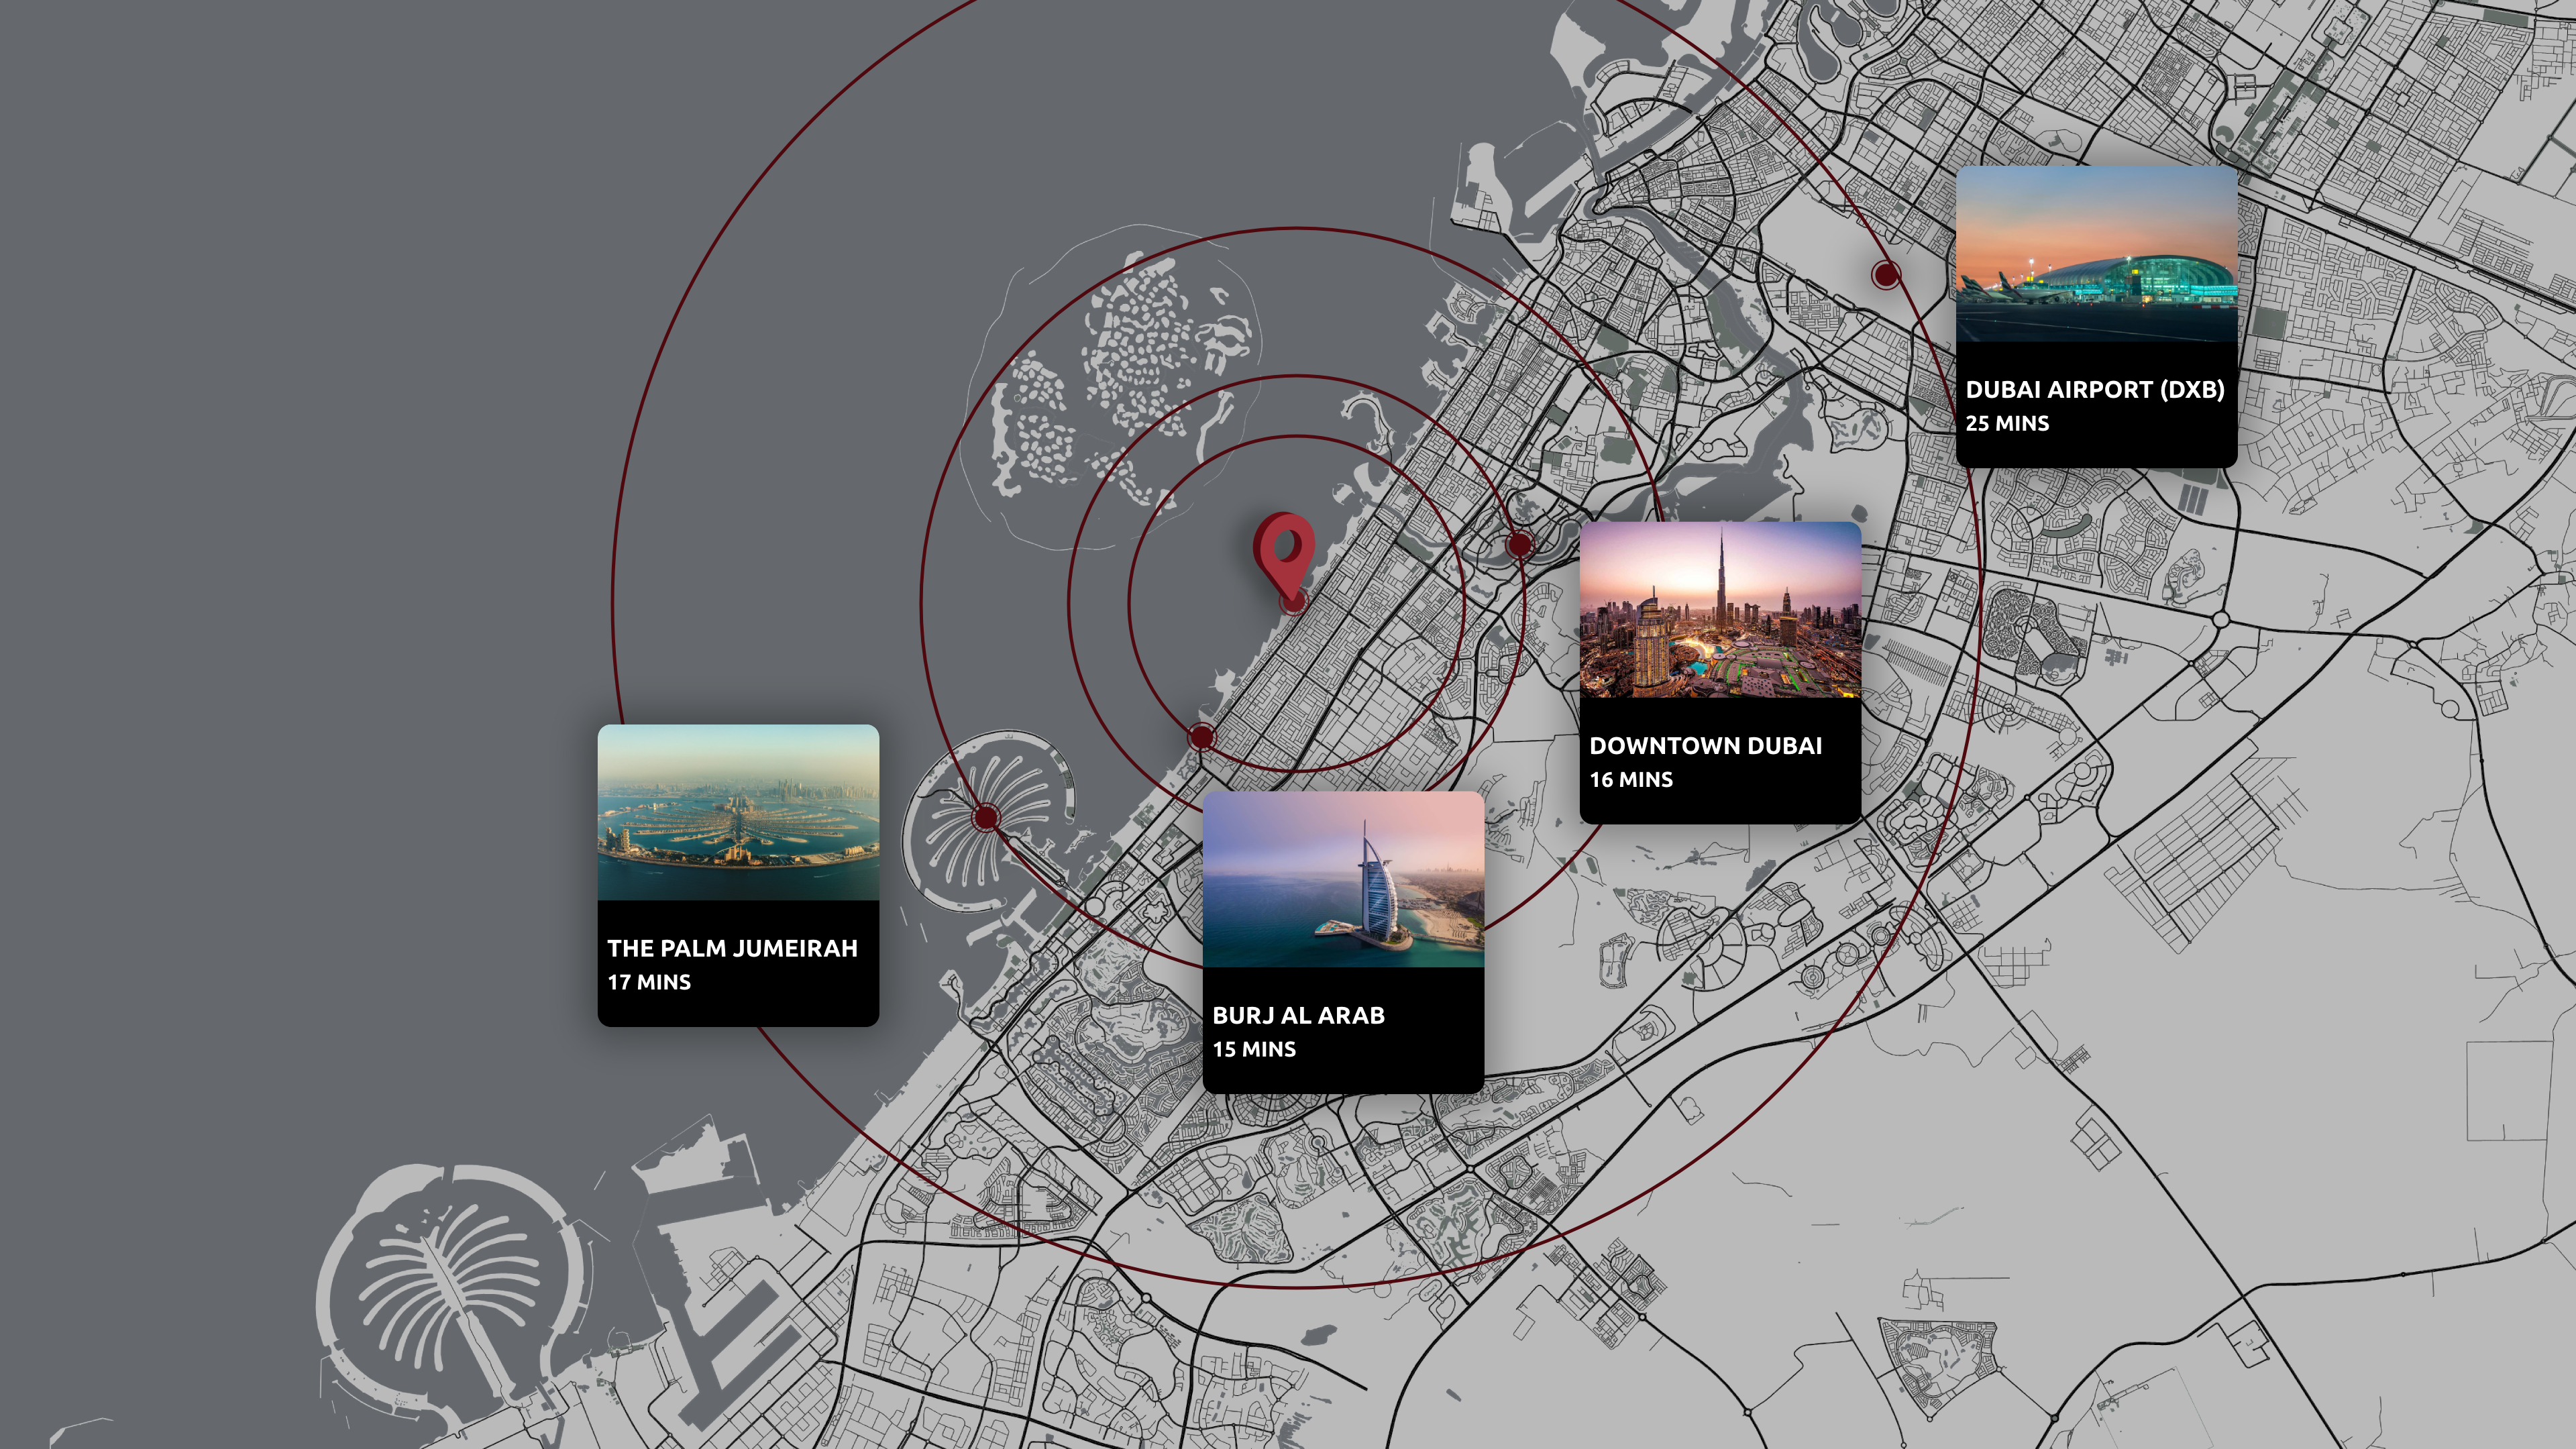 DUBAI AIRPORT (DXB)
25 MINS
DOWNTOWN DUBAI
16 MINS
THE PALM JUMEIRAH
17 MINS
BURJ AL ARAB
15 MINS